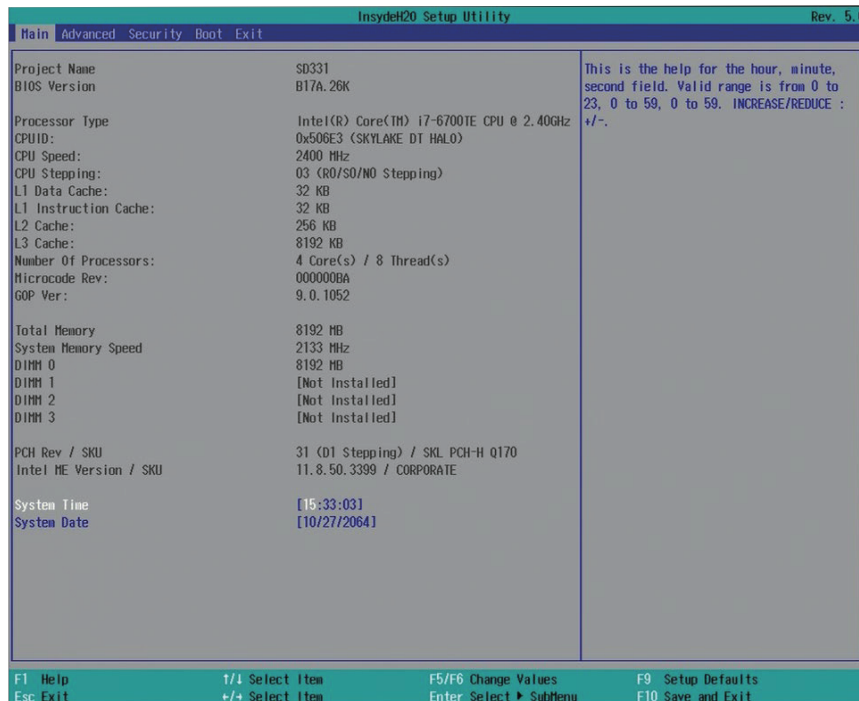 InsydeH20 Setup Utility Rev. 5.
Main Advanced Security Boot Exit
Project Name SD331
BIOS Version B17A.26K
Processor Type Intel(R) Core(TM) i7-6700TE CPU @ 2.40GHz
CPUID: 0x506E3 (SKYLAKE DT HALO)
CPU Speed: 2400 MHz
CPU Stepping: 03 (R0/S0/N0 Stepping)
L1 Data Cache: 32 KB
L1 Instruction Cache: 32 KB
L2 Cache: 256 KB
L3 Cache: 8192 KB
Number Of Processors: 4 Core(s) / 8 Thread(s)
Microcode Rev: 000000BA
GOP Ver: 9.0.1052
Total Memory 8192 MB
System Memory Speed 2133 MHz
DIMM 0 8192 MB
DIMM 1 [Not Installed]
DIMM 2 [Not Installed]
DIMM 3 [Not Installed]
PCH Rev / SKU 31 (D1 Stepping) / SKL PCH-H Q170
Intel ME Version / SKU 11.8.50.3399 / CORPORATE
System Time [15:33:03]
System Date [10/27/2064]
This is the help for the hour, minute,
second field. Valid range is from 0 to
23, 0 to 59, 0 to 59. INCREASE/REDUCE :
+/-.
F1 Help ↑/↓ Select Item F5/F6 Change Values F9 Setup Defaults
Esc Exit ←/→ Select Item Enter Select ▶ SubMenu F10 Save and Exit